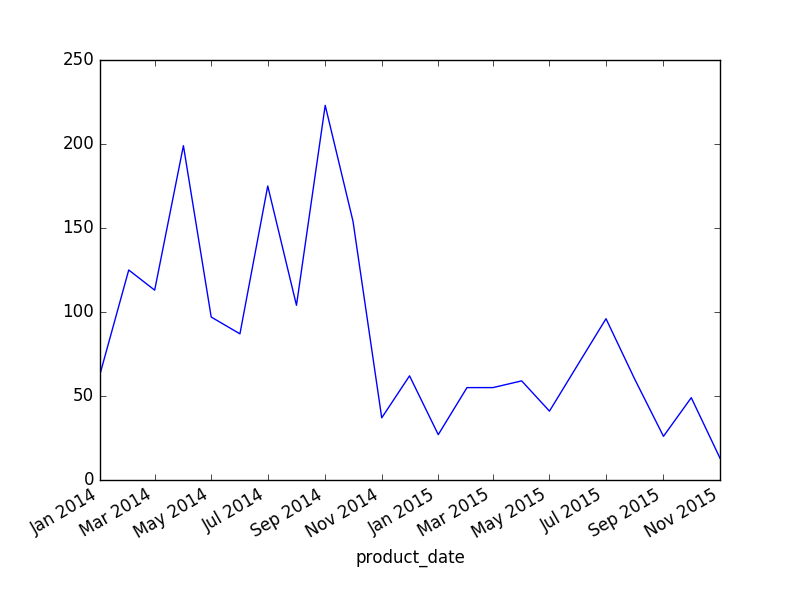 250
200
150
100
50
0
Jan 2014
Mar 2014
May 2014
Jul 2014
Sep 2014
Nov 2014
Jan 2015
Mar 2015
May 2015
Jul 2015
Sep 2015
Nov 2015
product_date